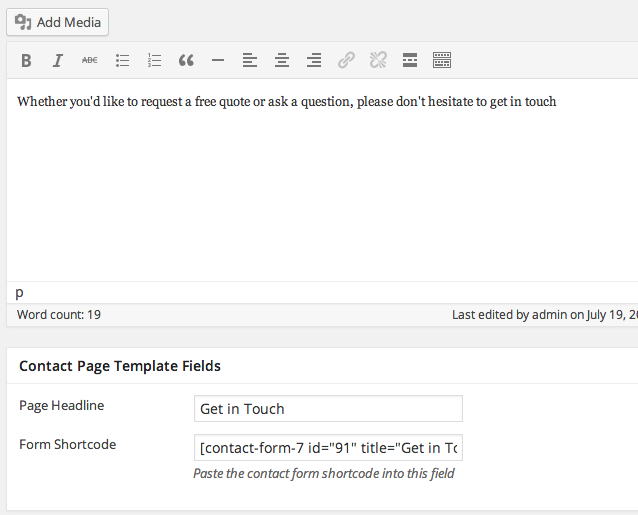 Add Media
B I ABC
Whether you'd like to request a free quote or ask a question, please don't hesitate to get in touch
p
Word count: 19 Last edited by admin on July 19, 2
Contact Page Template Fields
Page Headline Get in Touch
Form Shortcode [contact-form-7 id="91" title="Get in To
Paste the contact form shortcode into this field